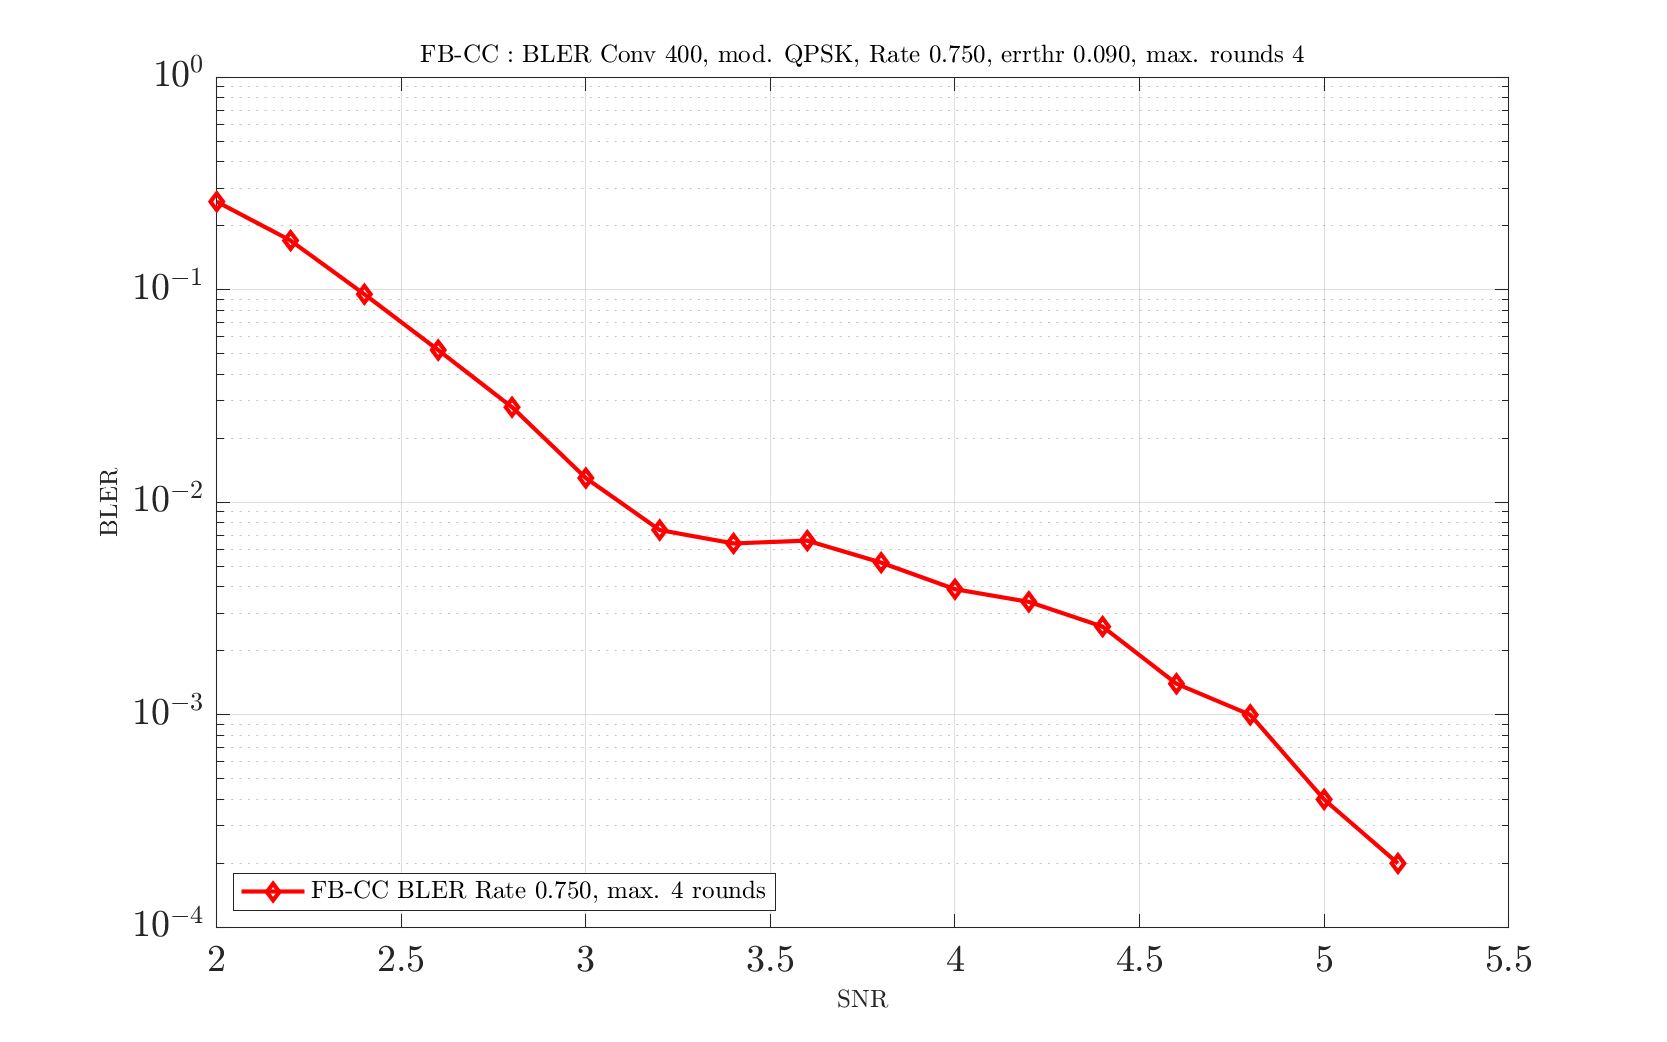 FB-CC : BLER Conv 400, mod. QPSK, Rate 0.750, errthr 0.090, max. rounds 4
10^0
10^-1
10^-2
10^-3
10^-4
BLER
FB-CC BLER Rate 0.750, max. 4 rounds
2 2.5 3 3.5 4 4.5 5 5.5
SNR